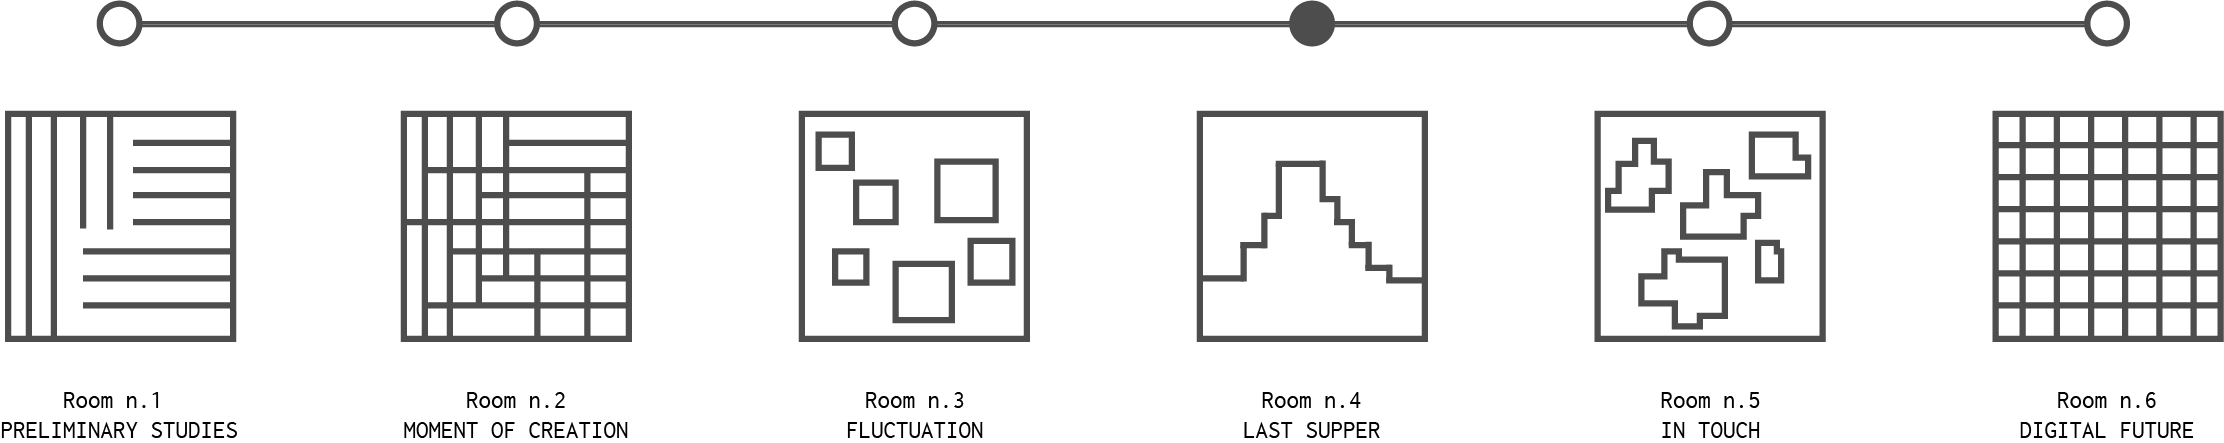 Room n.1
PRELIMINARY STUDIES
Room n.2
MOMENT OF CREATION
Room n.3
FLUCTUATION
Room n.4
LAST SUPPER
Room n.5
IN TOUCH
Room n.6
DIGITAL FUTURE